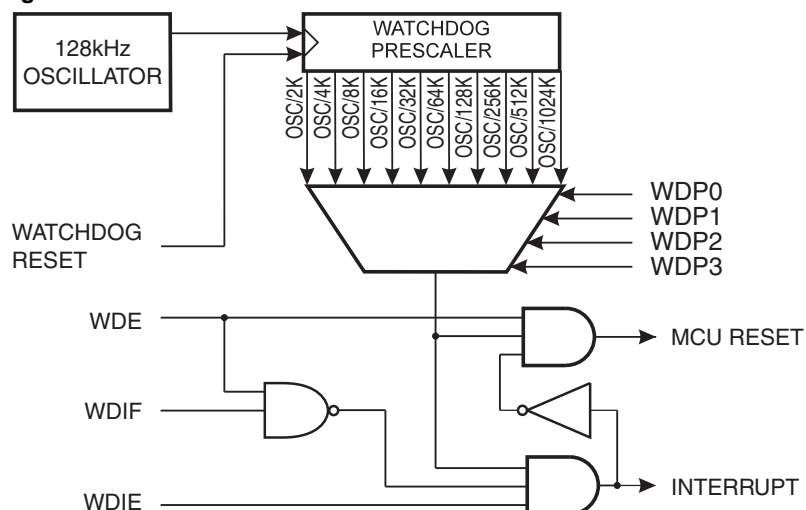 128kHz
OSCILLATOR
WATCHDOG
PRESCALER
OSC/2K
OSC/4K
OSC/8K
OSC/16K
OSC/32K
OSC/64K
OSC/128K
OSC/256K
OSC/512K
OSC/1024K
WDP0
WDP1
WDP2
WDP3
WATCHDOG
RESET
WDE
MCU RESET
WDIF
INTERRUPT
WDIE